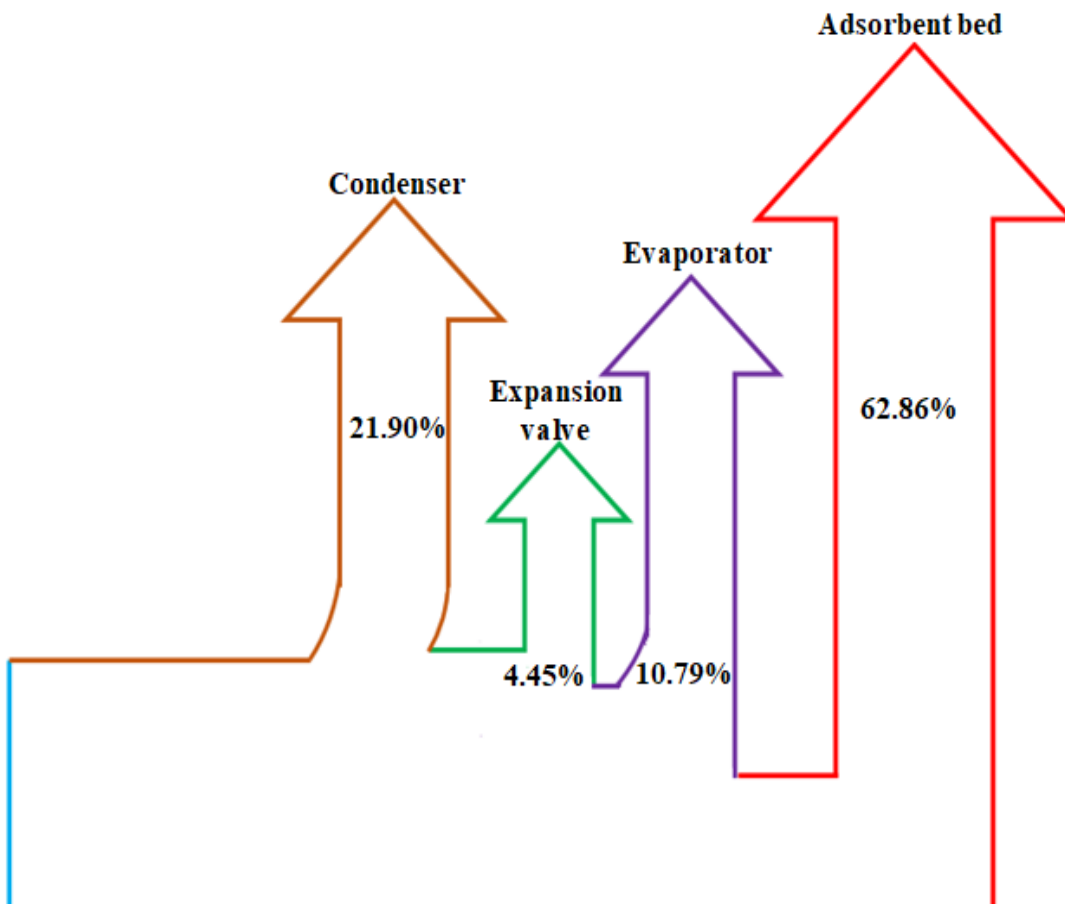 Adsorbent bed
Condenser
Evaporator
Expansion
valve
62.86%
21.90%
4.45%
10.79%